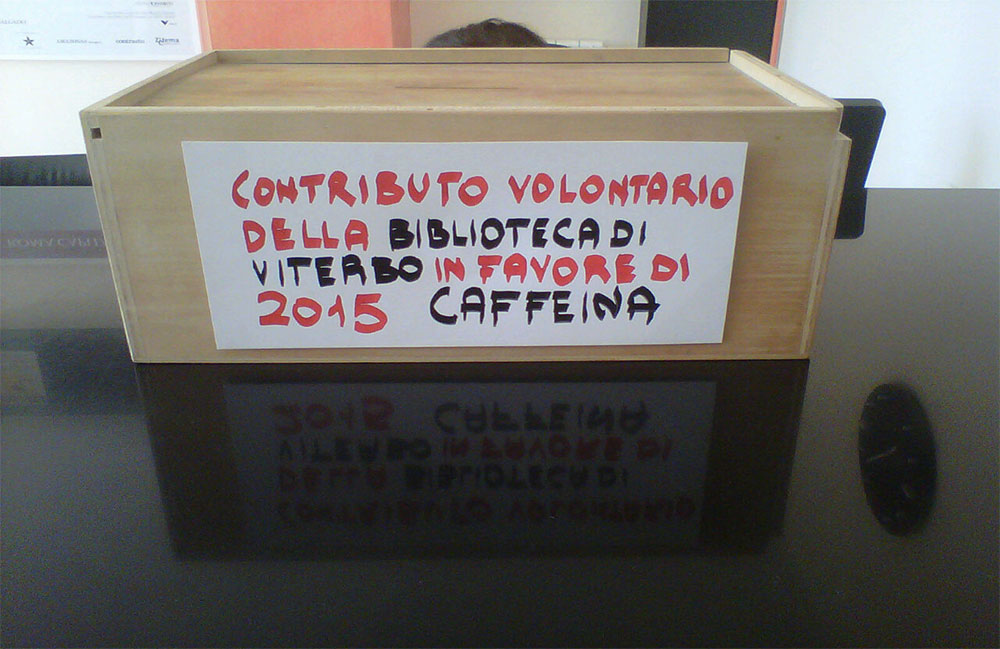 CONTRIBUTO VOLONTARIO
DELLA BIBLIOTECA DI
VITERBO IN FAVORE DI
2015 CAFFEINA